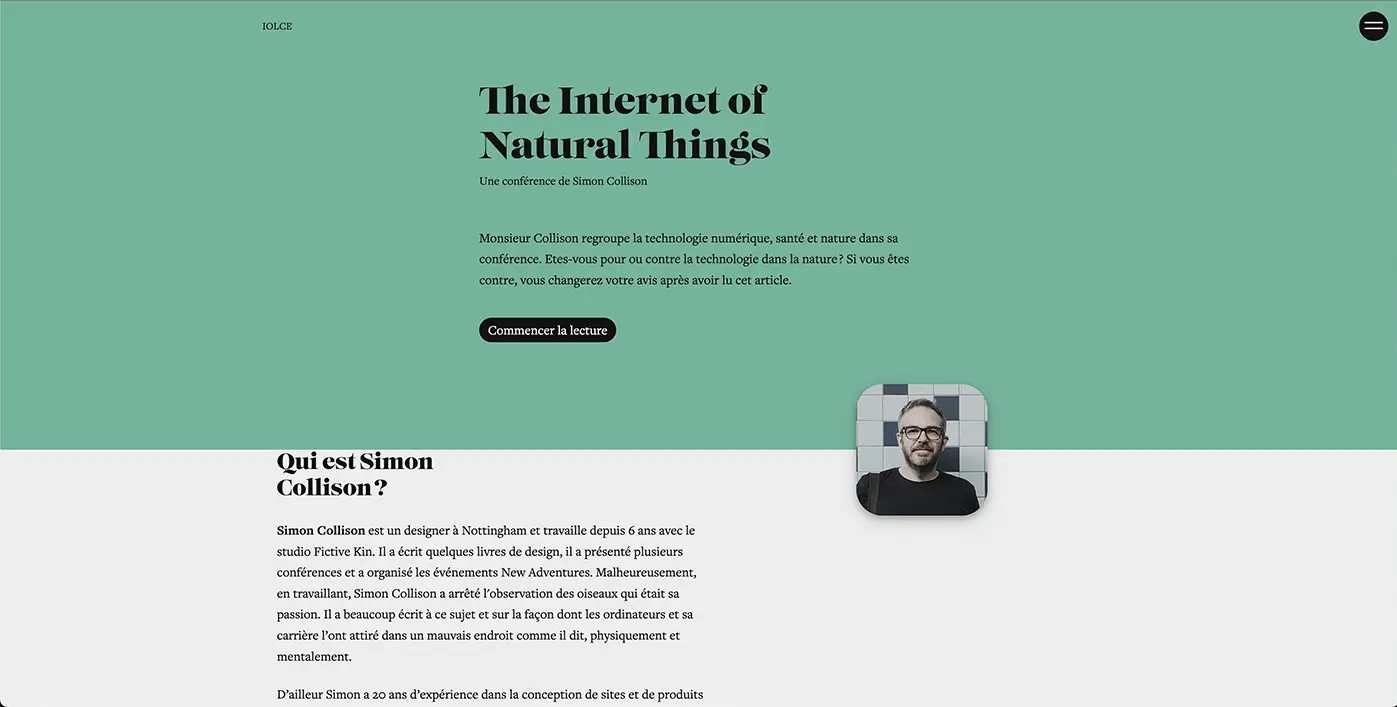 IOLCE
The Internet of
Natural Things
Une conférence de Simon Collison
Monsieur Collison regroupe la technologie numérique, santé et nature dans sa
conférence. Etes-vous pour ou contre la technologie dans la nature ? Si vous êtes
contre, vous changerez votre avis après avoir lu cet article.
Commencer la lecture
Qui est Simon
Collison ?
Simon Collison est un designer à Nottingham et travaille depuis 6 ans avec le
studio Fictive Kin. Il a écrit quelques livres de design, il a présenté plusieurs
conférences et a organisé les événements New Adventures. Malheureusement,
en travaillant, Simon Collison a arrêté l'observation des oiseaux qui était sa
passion. Il a beaucoup écrit à ce sujet et sur la façon dont les ordinateurs et sa
carrière l’ont attiré dans un mauvais endroit comme il dit, physiquement et
mentalement.
D’ailleur Simon a 20 ans d’expérience dans la conception de sites et de produits